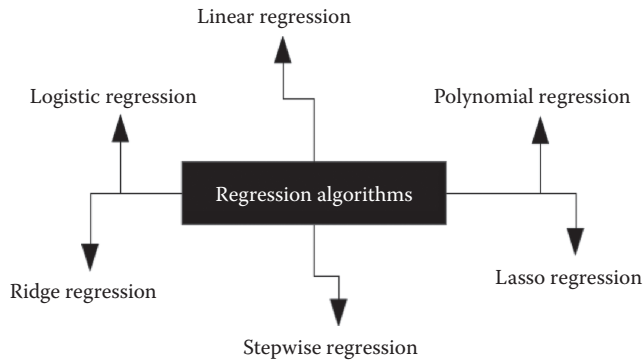 Linear regression
Logistic regression
Polynomial regression
Regression algorithms
Ridge regression
Lasso regression
Stepwise regression